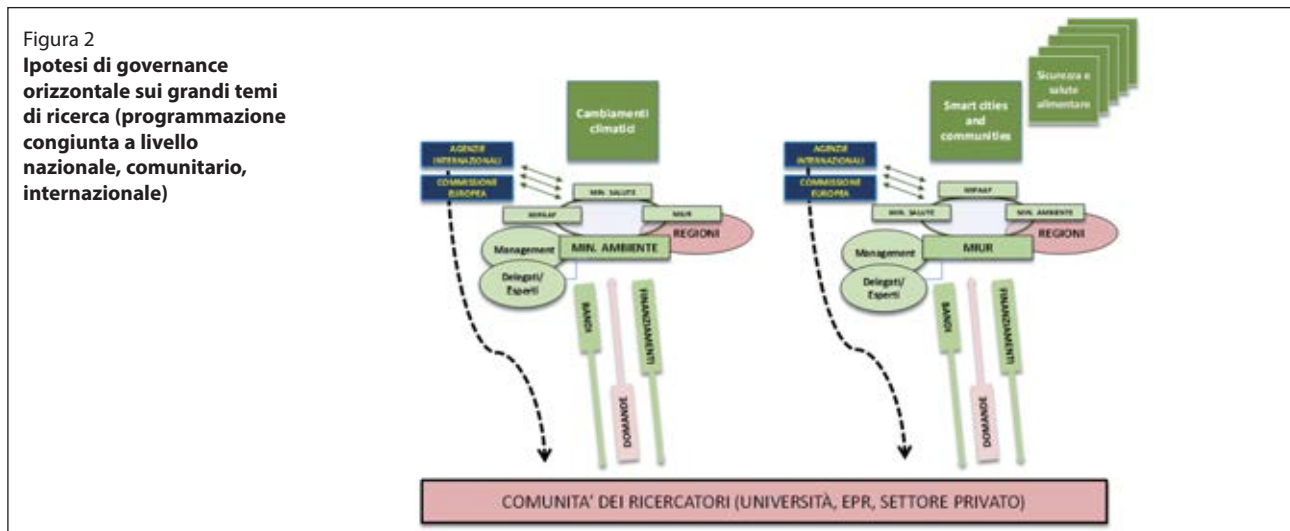 Figura 2
Ipotesi di governance
orizzontale sui grandi temi
di ricerca (programmazione
congiunta a livello
nazionale, comunitario,
internazionale)
Cambiamenti
climatici
AGENZIE
INTERNAZIONALI
COMMISSIONE
EUROPEA
MIN. SALUTE
MIPAAF
MIUR
REGIONI
MIN. AMBIENTE
Management
Delegati/
Esperti
BANDI
DOMANDE
FINANZIAMENTI
Smart cities
and
communities
Sicurezza e
salute
alimentare
AGENZIE
INTERNAZIONALI
COMMISSIONE
EUROPEA
MIPAAF
MIN. SALUTE
MIN. AMBIENTE
REGIONI
MIUR
Management
Delegati/
Esperti
BANDI
DOMANDE
FINANZIAMENTI
COMUNITA' DEI RICERCATORI (UNIVERSITÀ, EPR, SETTORE PRIVATO)